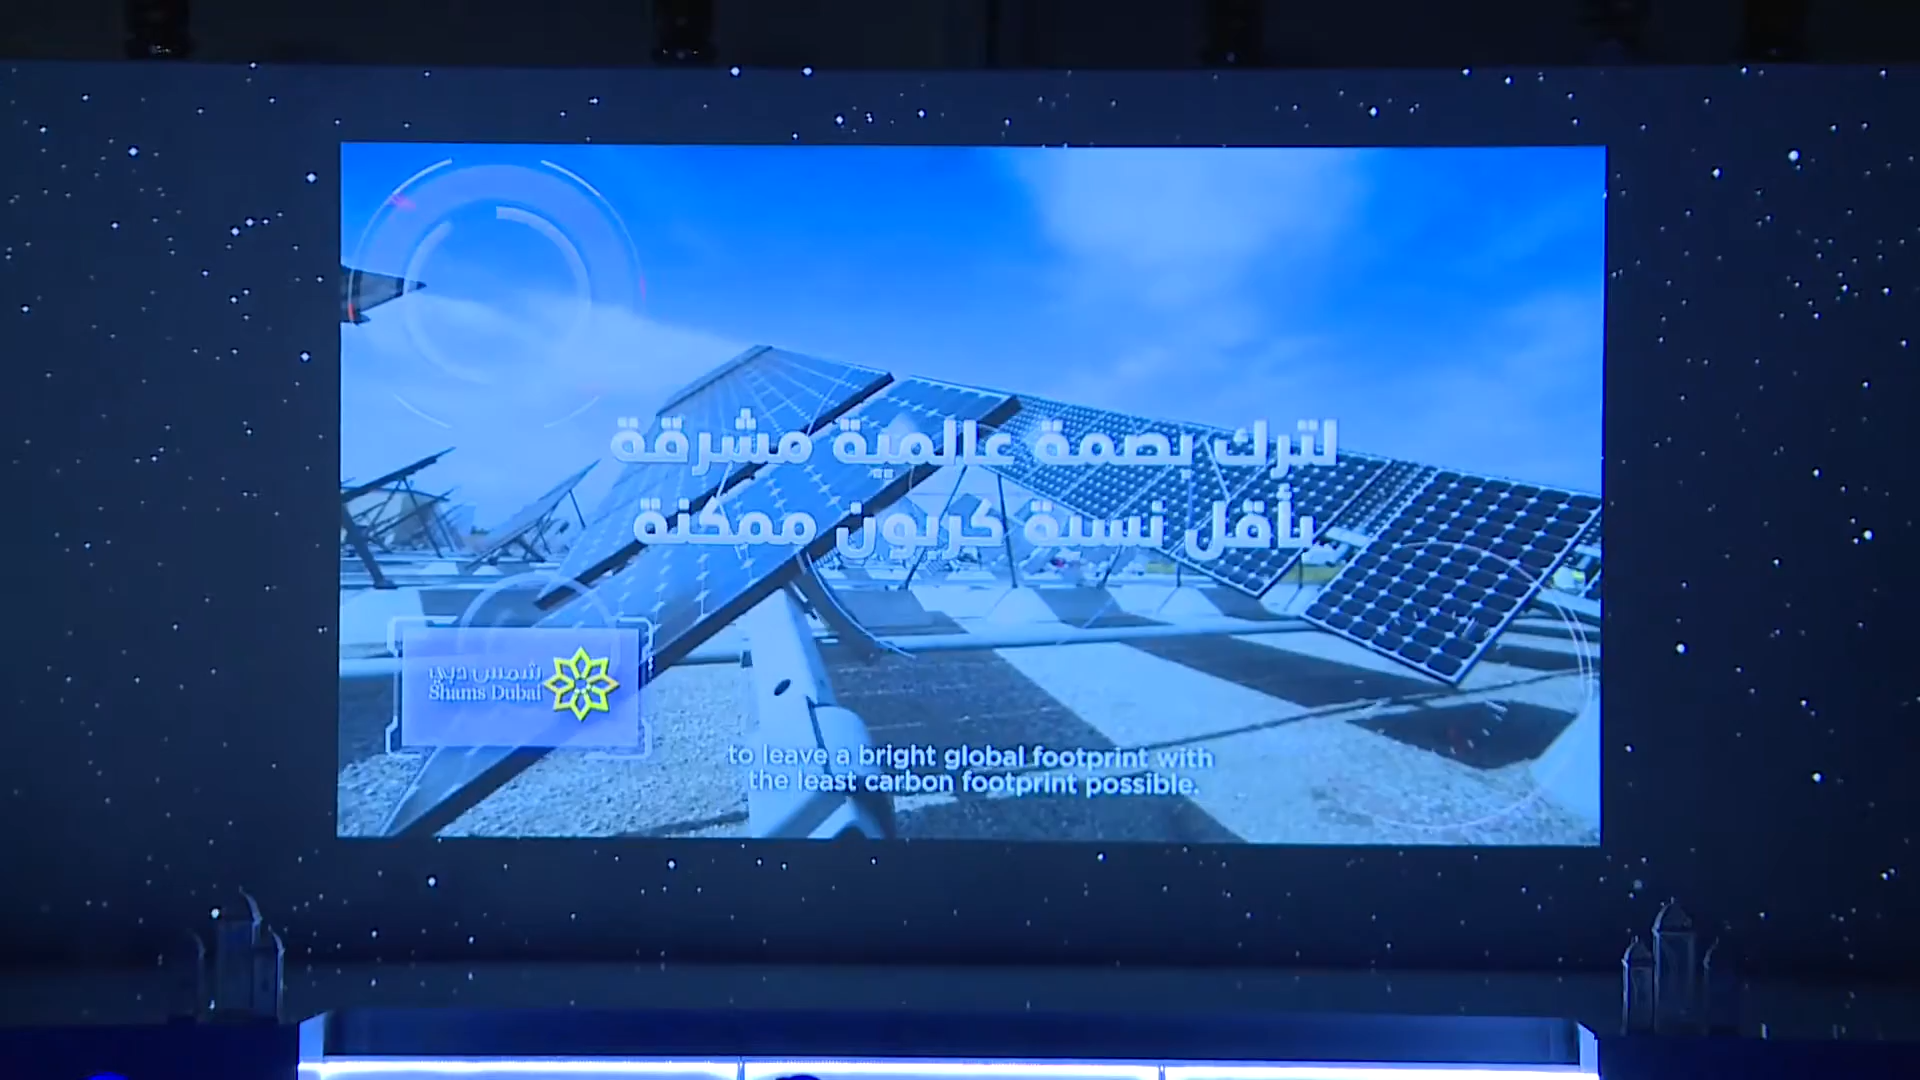 لترك بصمة عالمية مشرقة
بأقل نسبة كربون ممكنة
شمس دبي
Shams Dubai
to leave a bright global footprint with
the least carbon footprint possible.